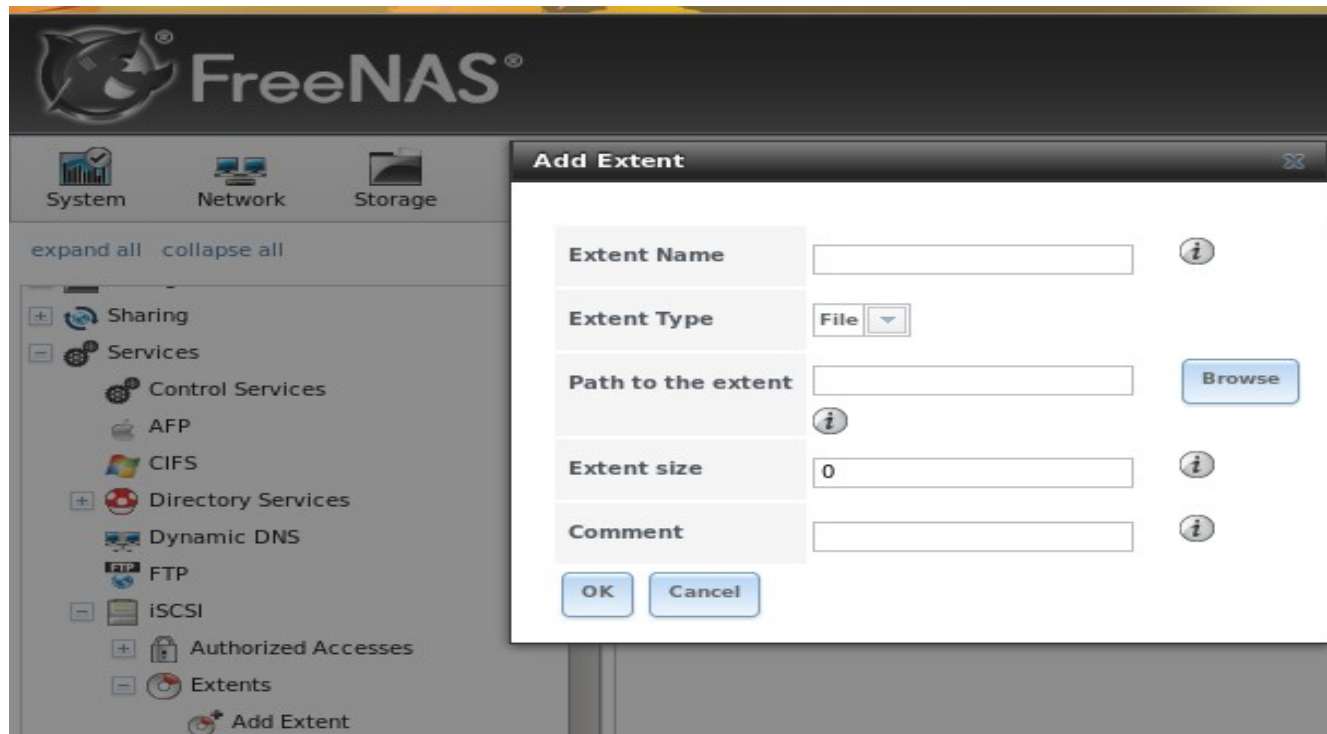 FreeNAS®
System Network Storage
expand all collapse all
Sharing
Services
Control Services
AFP
CIFS
Directory Services
Dynamic DNS
FTP
iSCSI
Authorized Accesses
Extents
Add Extent
Add Extent
Extent Name
Extent Type File
Path to the extent Browse
Extent size 0
Comment
OK Cancel